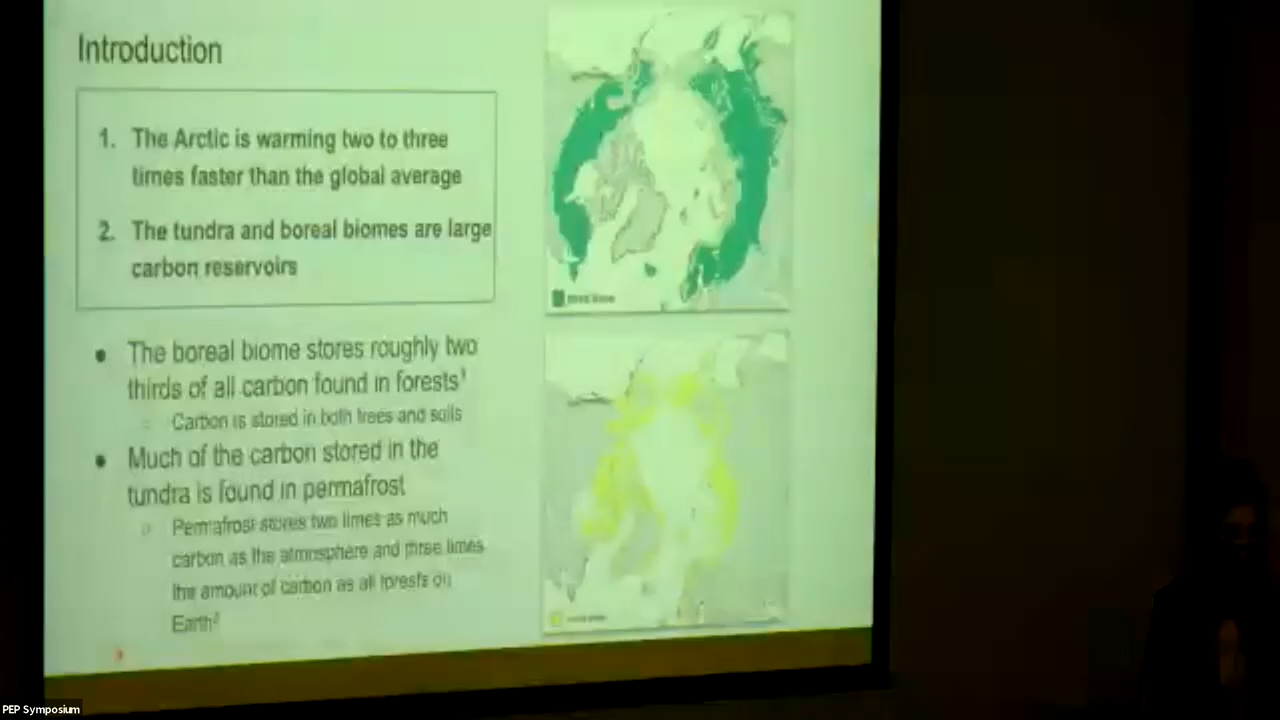 Introduction
1. The Arctic is warming two to three
times faster than the global average
2. The tundra and boreal biomes are large
carbon reservoirs
● The boreal biome stores roughly two
thirds of all carbon found in forests¹
○ Carbon is stored in both trees and soils
● Much of the carbon stored in the
tundra is found in permafrost
○ Permafrost stores two times as much
carbon as the atmosphere and three times
the amount of carbon as all forests on
Earth²
PEP Symposium